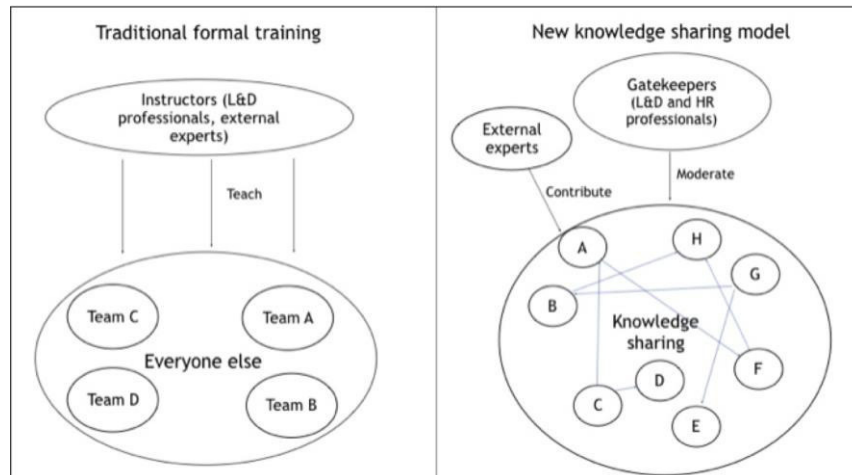 Traditional formal training
Instructors (L&D
professionals, external
experts)
Teach
Team C
Team A
Everyone else
Team D
Team B
New knowledge sharing model
Gatekeepers
(L&D and HR
professionals)
External
experts
Moderate
Contribute
A
H
G
B
Knowledge
sharing
F
D
C
E